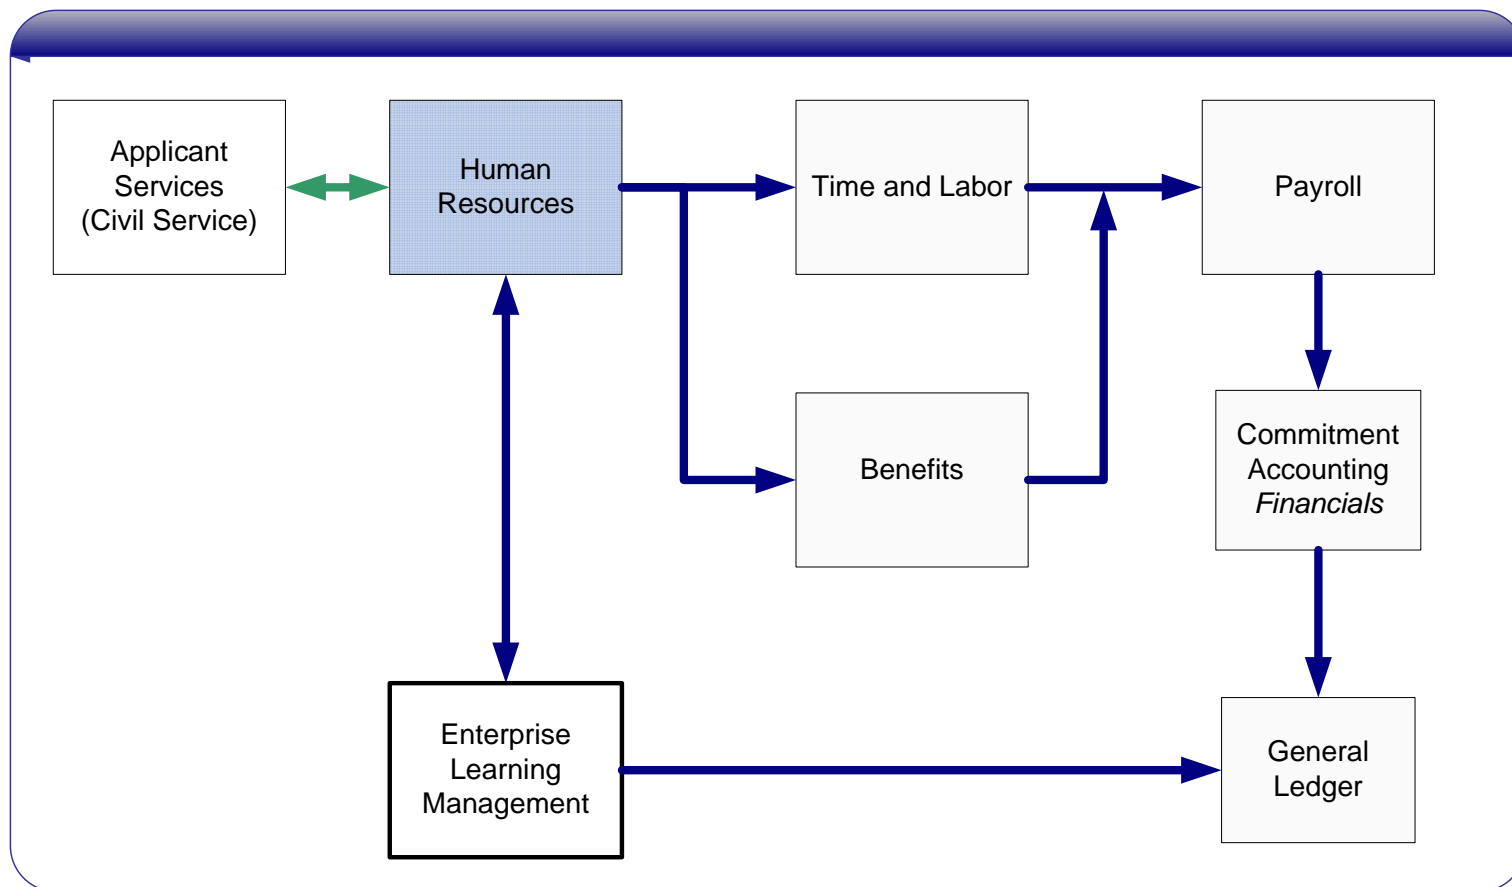 Applicant
Services
(Civil Service)
Human
Resources
Time and Labor
Payroll
Benefits
Commitment
Accounting
Financials
Enterprise
Learning
Management
General
Ledger